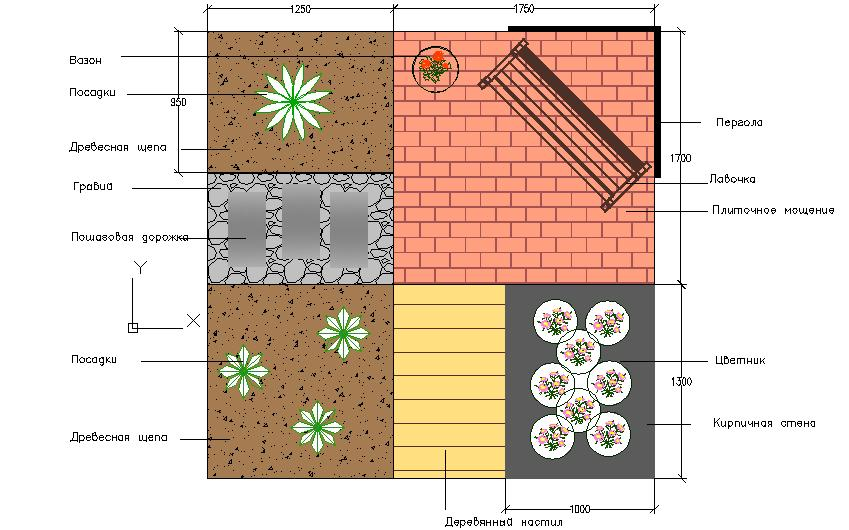 1250
1750
Вазон
Посадки
950
Древесная щепа
Пергола
1700
Гравий
Лавочка
Плиточное мощение
Пошаговая дорожка
Y
X
Посадки
Цветник
1300
Кирпичная стена
Древесная щепа
1000
Деревянный настил